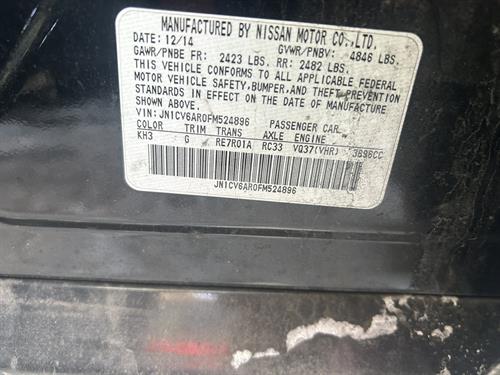 MANUFACTURED BY NISSAN MOTOR CO.,LTD.
DATE: 12/14 GVWR/PNBV: 4846 LBS.
GAWR/PNBE FR: 2423 LBS. RR: 2482 LBS.
THIS VEHICLE CONFORMS TO ALL APPLICABLE FEDERAL
MOTOR VEHICLE SAFETY,BUMPER,AND THEFT PREVENTION
STANDARDS IN EFFECT ON THE DATE OF MANUFACTURE
SHOWN ABOVE.
VIN: JN1CV6AR0FM524896 PASSENGER CAR
COLOR TRIM TRANS AXLE ENGINE
KH3 G RE7R01A RC33 VQ37(VHR) 3696CC
JN1CV6AR0FM524896